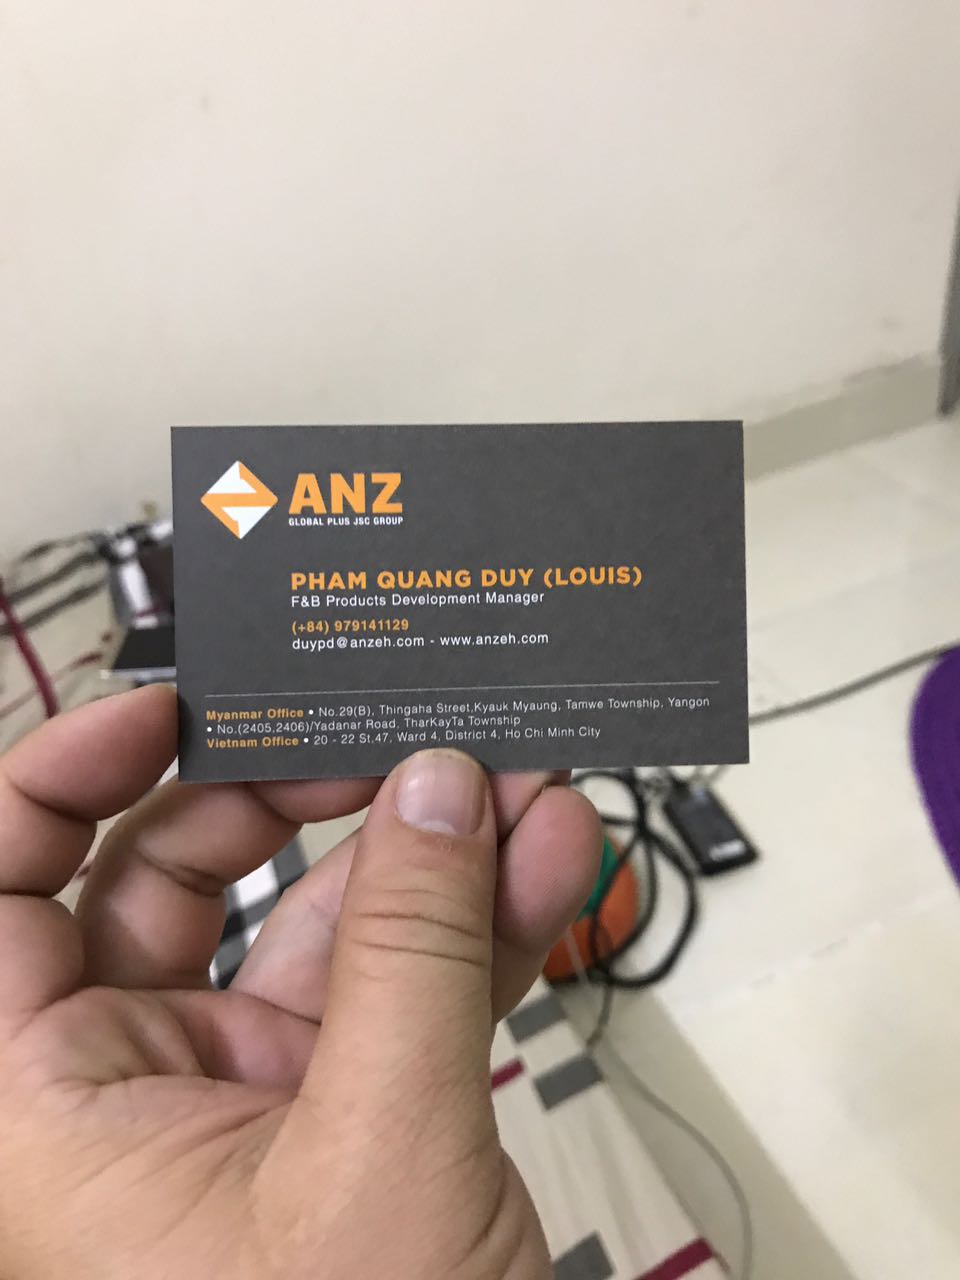 ANZ
GLOBAL PLUS JSC GROUP
PHAM QUANG DUY (LOUIS)
F&B Products Development Manager
(+84) 979141129
duypd@anzeh.com - www.anzeh.com
Myanmar Office • No.29(B), Thingaha Street,Kyauk Myaung, Tamwe Township, Yangon
• No.(2405.2406)/Yadanar Road, TharKayTa Township
Vietnam Office • 20 - 22 St.47, Ward 4, District 4, Ho Chi Minh City